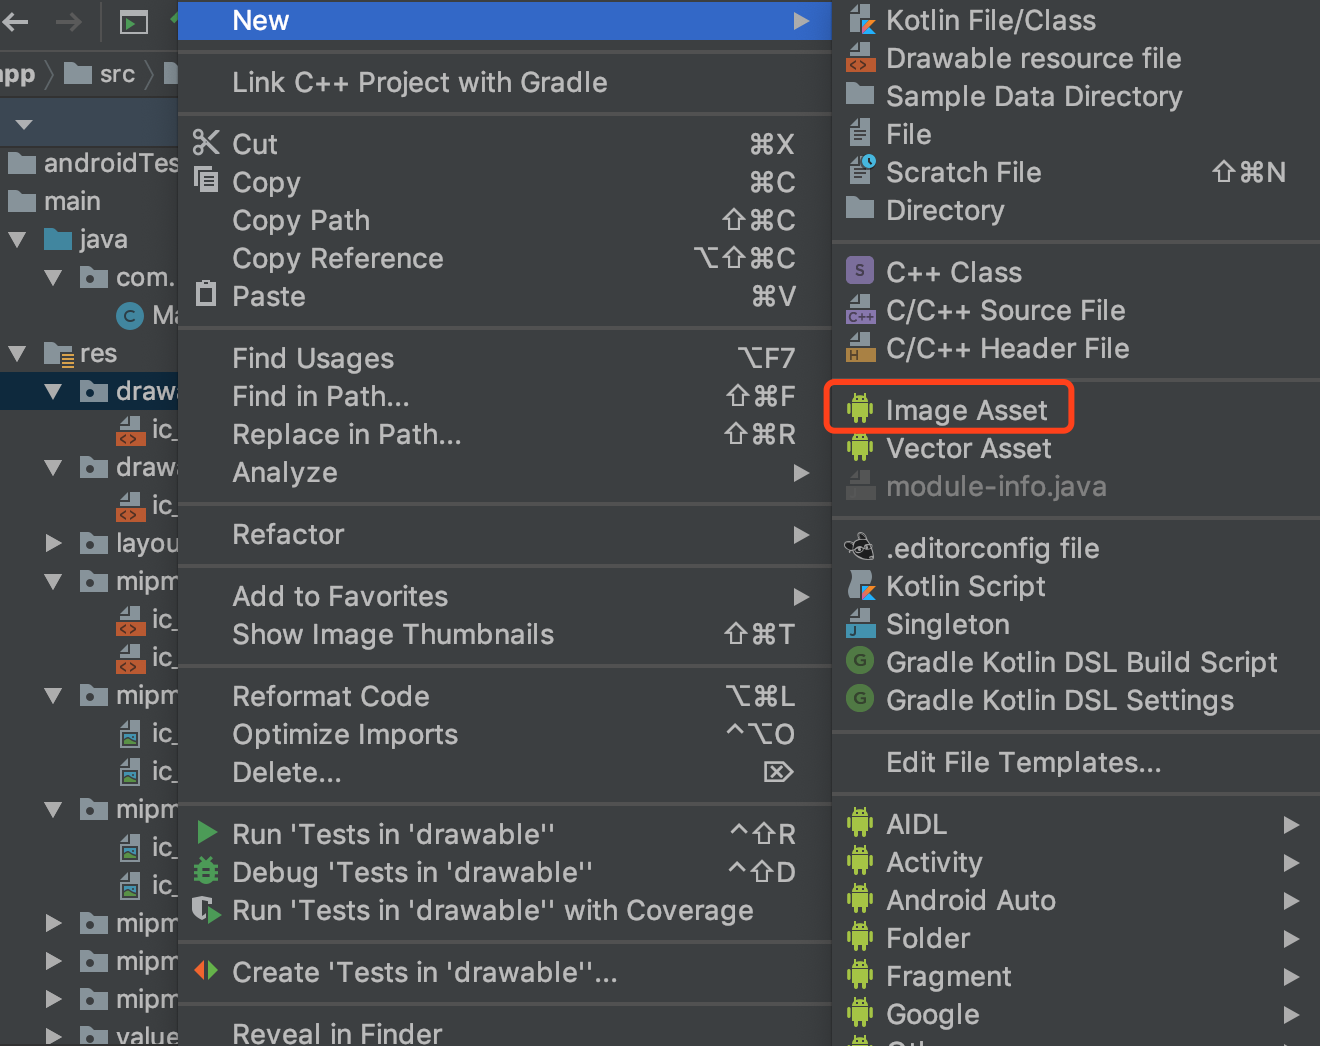 app
src
androidTes
main
java
com.
C
Ma
res
drawa
ic_
drawa
ic_
layou
mipm
ic_
ic_
mipm
ic_
ic_
mipm
ic_
ic_
mipm
mipm
mipm
value
New
Link C++ Project with Gradle
Cut ⌘X
Copy ⌘C
Copy Path ⇧⌘C
Copy Reference ⌥⇧⌘C
Paste ⌘V
Find Usages ⌥F7
Find in Path... ⇧⌘F
Replace in Path... ⇧⌘R
Analyze
Refactor
Add to Favorites
Show Image Thumbnails ⇧⌘T
Reformat Code ⌥⌘L
Optimize Imports ^⌥O
Delete... ⌦
Run 'Tests in 'drawable'' ^⇧R
Debug 'Tests in 'drawable'' ^⇧D
Run 'Tests in 'drawable'' with Coverage
Create 'Tests in 'drawable''...
Reveal in Finder
Kotlin File/Class
Drawable resource file
Sample Data Directory
File
Scratch File ⇧⌘N
Directory
S C++ Class
C++ C/C++ Source File
H C/C++ Header File
Image Asset
Vector Asset
module-info.java
.editorconfig file
Kotlin Script
J Singleton
G Gradle Kotlin DSL Build Script
G Gradle Kotlin DSL Settings
Edit File Templates...
AIDL
Activity
Android Auto
Folder
Fragment
Google